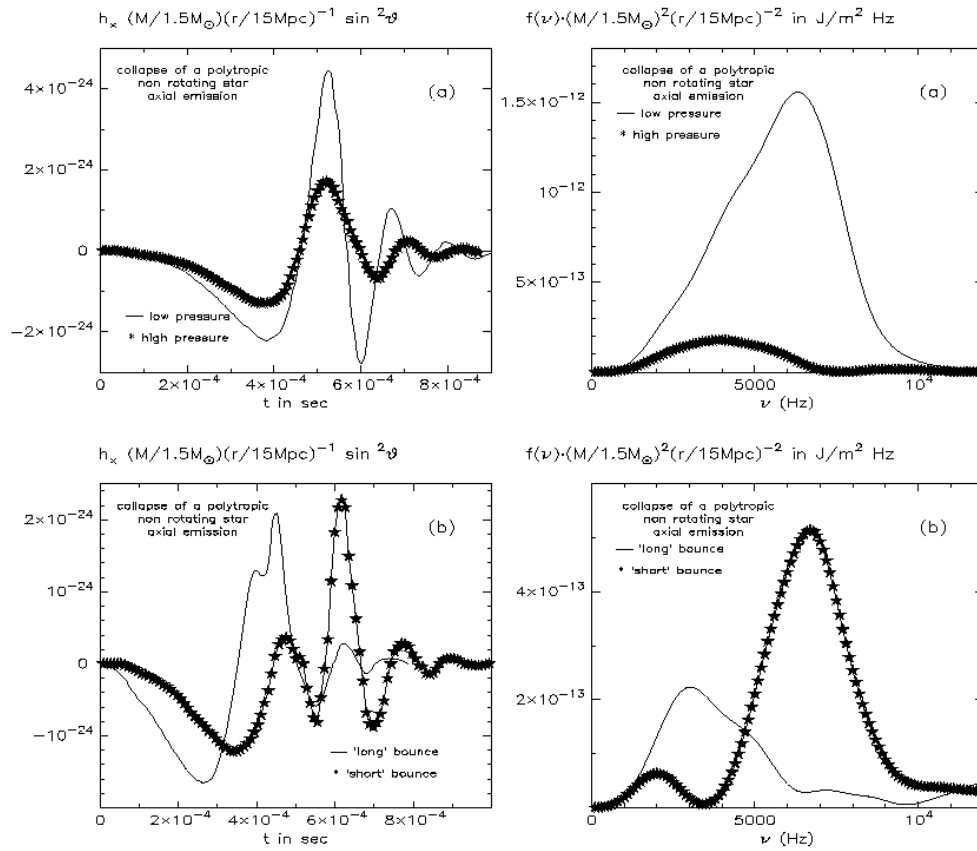 h× (M/1.5M☉)(r/15Mpc)⁻¹ sin ²ϑ
collapse of a polytropic
non rotating star
axial emission
(a)
— low pressure
* high pressure
4×10⁻²⁴
2×10⁻²⁴
0
−2×10⁻²⁴
0
2×10⁻⁴
4×10⁻⁴
6×10⁻⁴
8×10⁻⁴
t in sec
f(ν)·(M/1.5M☉)²(r/15Mpc)⁻² in J/m² Hz
collapse of a polytropic
non rotating star
axial emission
(a)
— low pressure
* high pressure
1.5×10⁻¹²
10⁻¹²
5×10⁻¹³
0
5000
10⁴
ν (Hz)
h× (M/1.5M☉)(r/15Mpc)⁻¹ sin ²ϑ
collapse of a polytropic
non rotating star
axial emission
(b)
— 'long' bounce
* 'short' bounce
2×10⁻²⁴
10⁻²⁴
0
−10⁻²⁴
0
2×10⁻⁴
4×10⁻⁴
6×10⁻⁴
8×10⁻⁴
t in sec
f(ν)·(M/1.5M☉)²(r/15Mpc)⁻² in J/m² Hz
collapse of a polytropic
non rotating star
axial emission
(b)
— 'long' bounce
* 'short' bounce
4×10⁻¹³
2×10⁻¹³
0
5000
10⁴
ν (Hz)